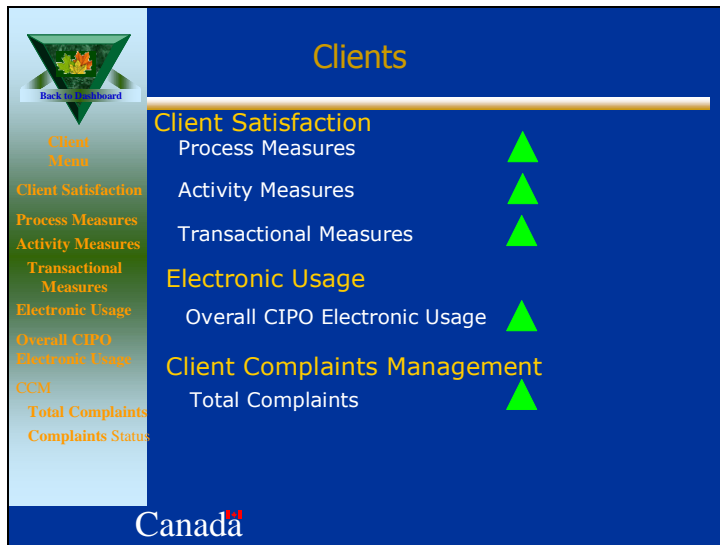 Clients
Back to Dashboard
Client
Menu
Client Satisfaction
Process Measures
Activity Measures
Transactional
Measures
Electronic Usage
Overall CIPO
Electronic Usage
CCM
Total Complaints
Complaints Status
Client Satisfaction
Process Measures
Activity Measures
Transactional Measures
Electronic Usage
Overall CIPO Electronic Usage
Client Complaints Management
Total Complaints
Canada